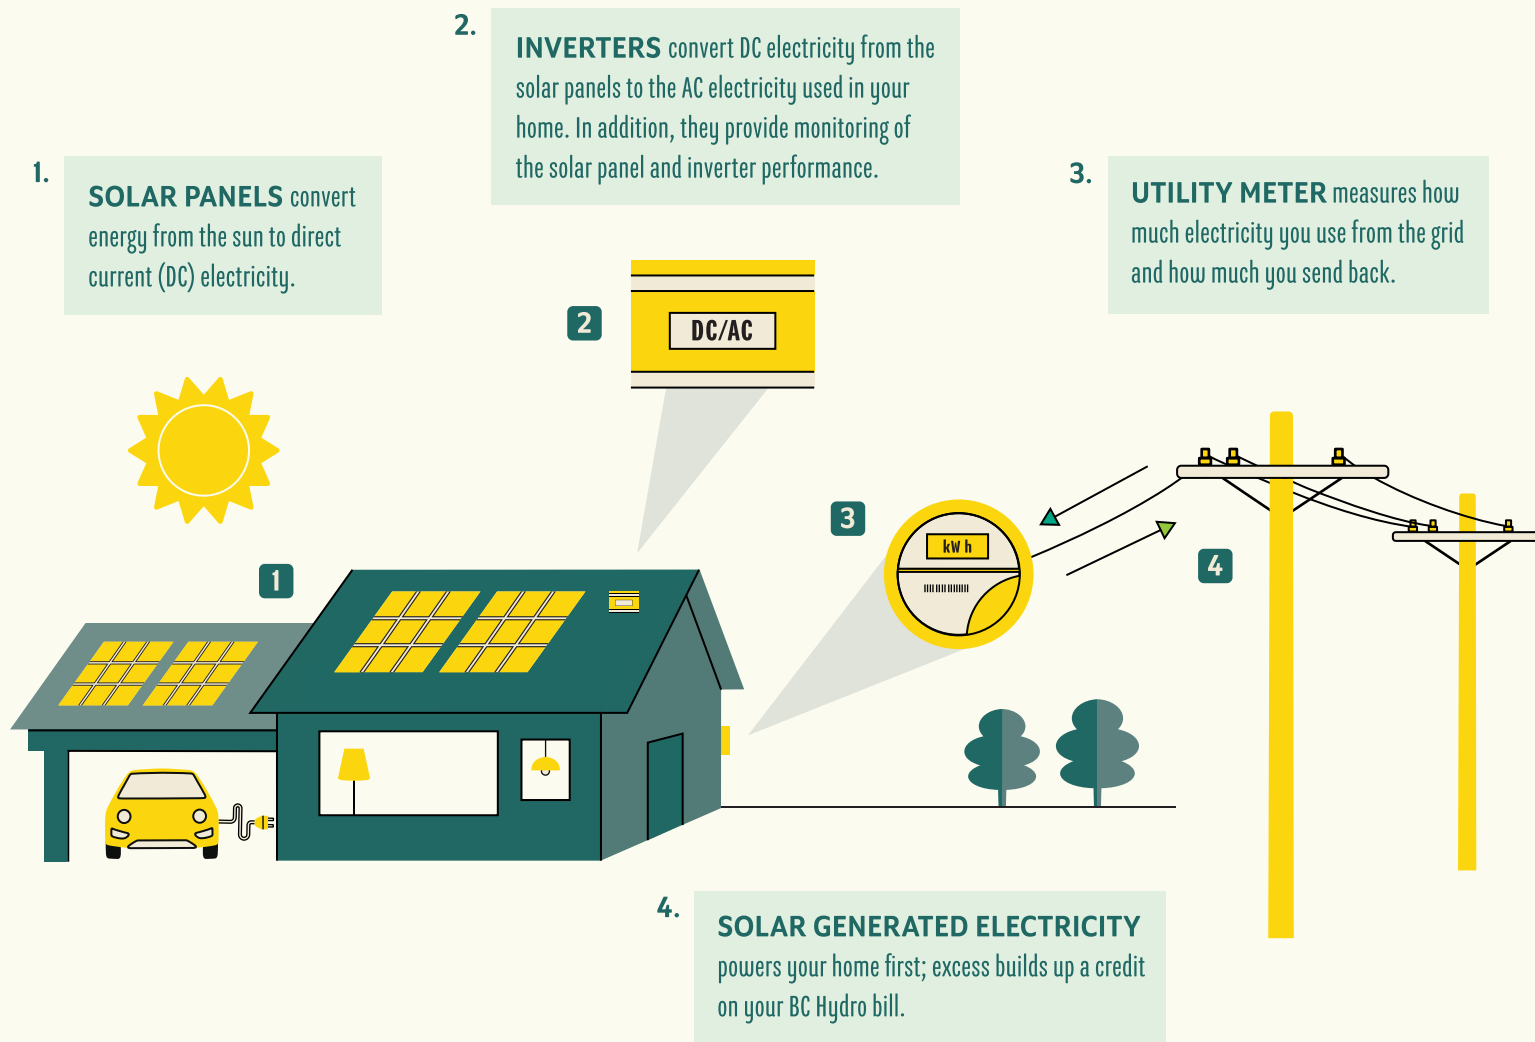 1.
SOLAR PANELS convert
energy from the sun to direct
current (DC) electricity.
2.
INVERTERS convert DC electricity from the
solar panels to the AC electricity used in your
home. In addition, they provide monitoring of
the solar panel and inverter performance.
3.
UTILITY METER measures how
much electricity you use from the grid
and how much you send back.
2
DC/AC
3
kW h
1
4
4.
SOLAR GENERATED ELECTRICITY
powers your home first; excess builds up a credit
on your BC Hydro bill.